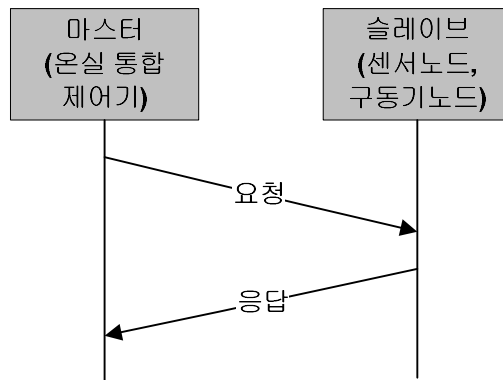 마스터
(온실 통합
제어기)
슬레이브
(센서노드,
구동기노드)
요청
응답